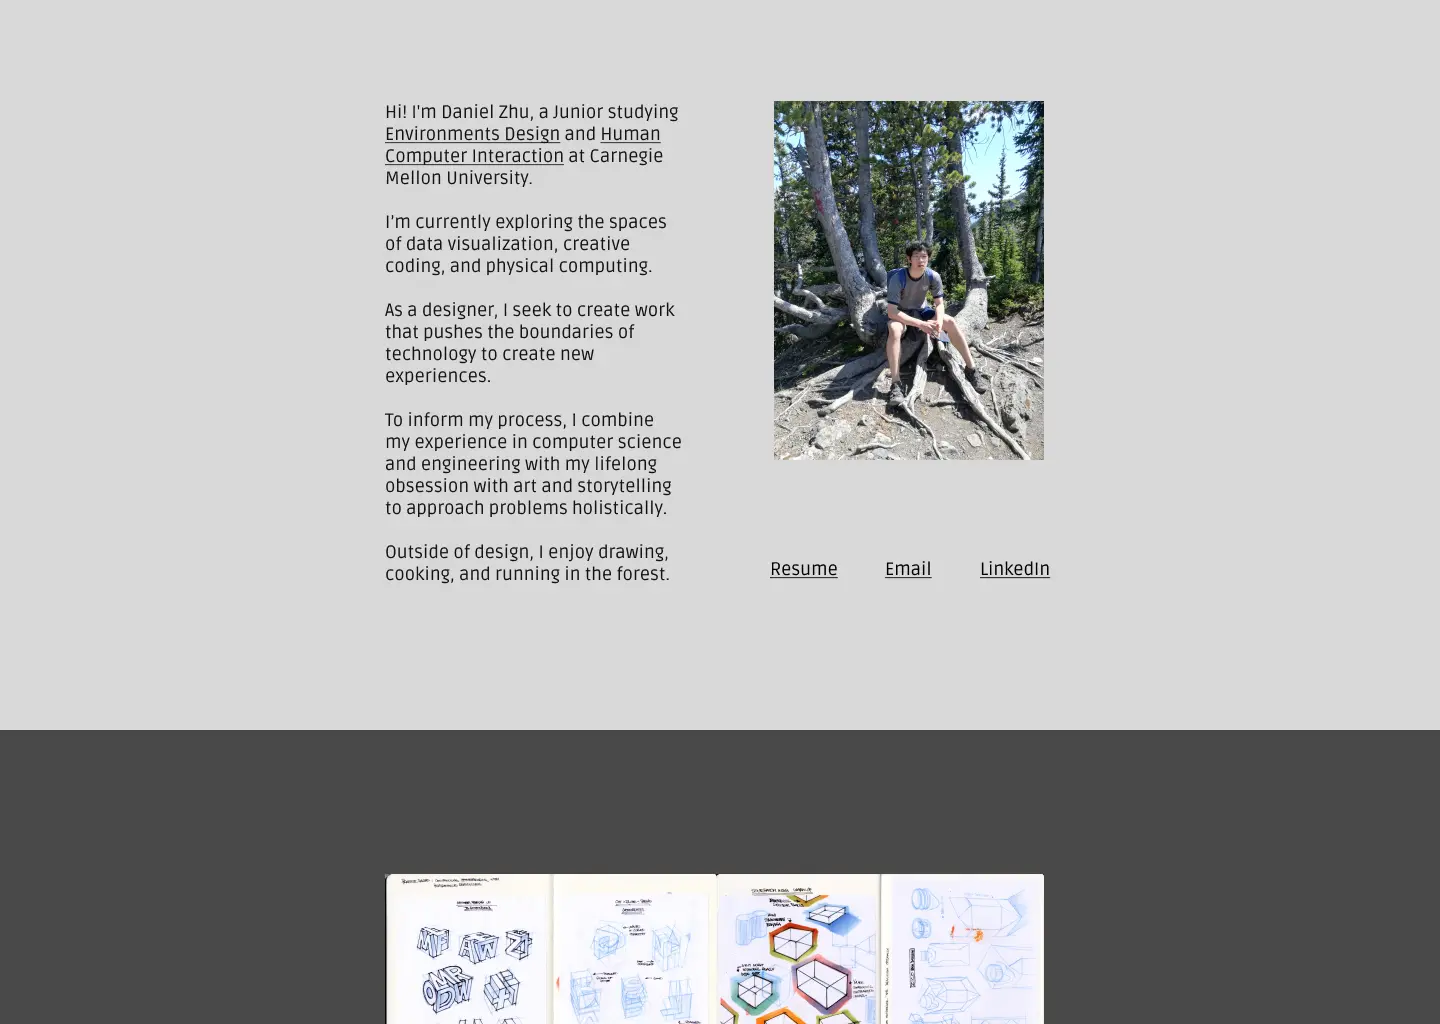 Hi! I'm Daniel Zhu, a Junior studying
Environments Design and Human
Computer Interaction at Carnegie
Mellon University.
I'm currently exploring the spaces
of data visualization, creative
coding, and physical computing.
As a designer, I seek to create work
that pushes the boundaries of
technology to create new
experiences.
To inform my process, I combine
my experience in computer science
and engineering with my lifelong
obsession with art and storytelling
to approach problems holistically.
Outside of design, I enjoy drawing,
cooking, and running in the forest.
Resume Email LinkedIn